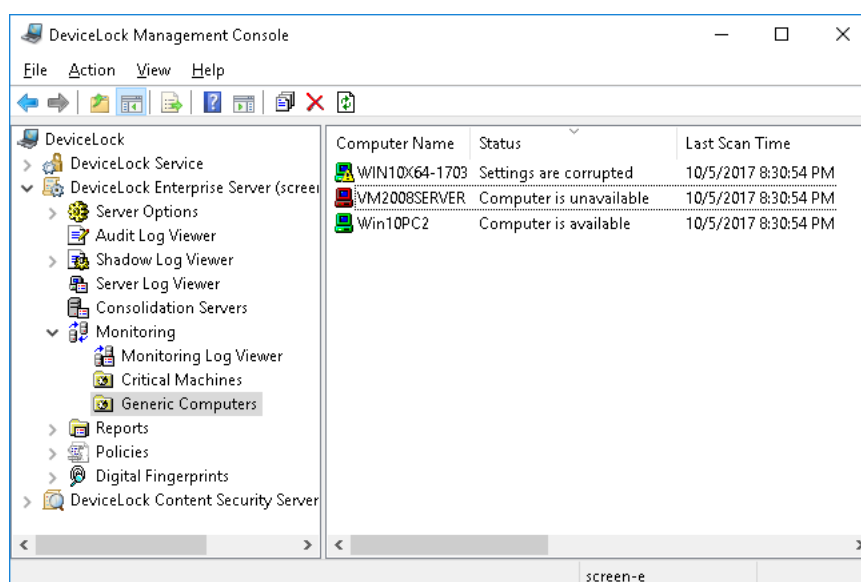 DeviceLock Management Console
File Action View Help
DeviceLock
DeviceLock Service
DeviceLock Enterprise Server (screen
Server Options
Audit Log Viewer
Shadow Log Viewer
Server Log Viewer
Consolidation Servers
Monitoring
Monitoring Log Viewer
Critical Machines
Generic Computers
Reports
Policies
Digital Fingerprints
DeviceLock Content Security Server
Computer Name Status Last Scan Time
WIN10X64-1703 Settings are corrupted 10/5/2017 8:30:54 PM
VM2008SERVER Computer is unavailable 10/5/2017 8:30:54 PM
Win10PC2 Computer is available 10/5/2017 8:30:54 PM
screen-e